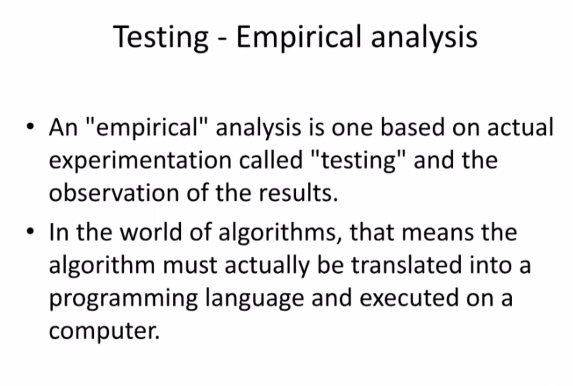 Testing - Empirical analysis
• An "empirical" analysis is one based on actual
experimentation called "testing" and the
observation of the results.
• In the world of algorithms, that means the
algorithm must actually be translated into a
programming language and executed on a
computer.